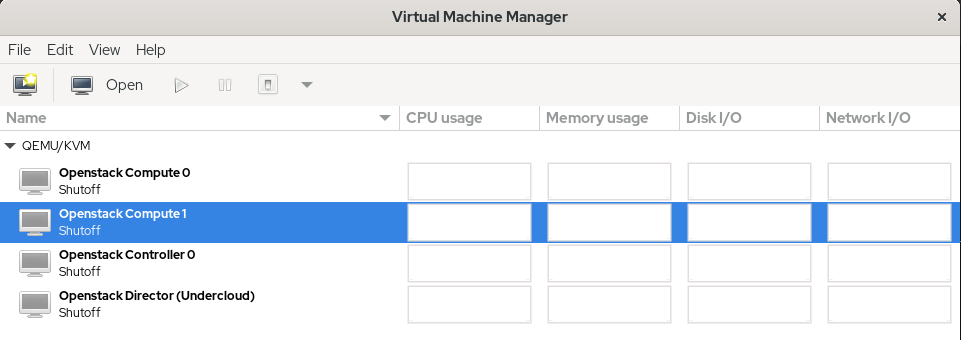 Virtual Machine Manager
File Edit View Help
Open
Name CPU usage Memory usage Disk I/O Network I/O
QEMU/KVM
Openstack Compute 0
Shutoff
Openstack Compute 1
Shutoff
Openstack Controller 0
Shutoff
Openstack Director (Undercloud)
Shutoff